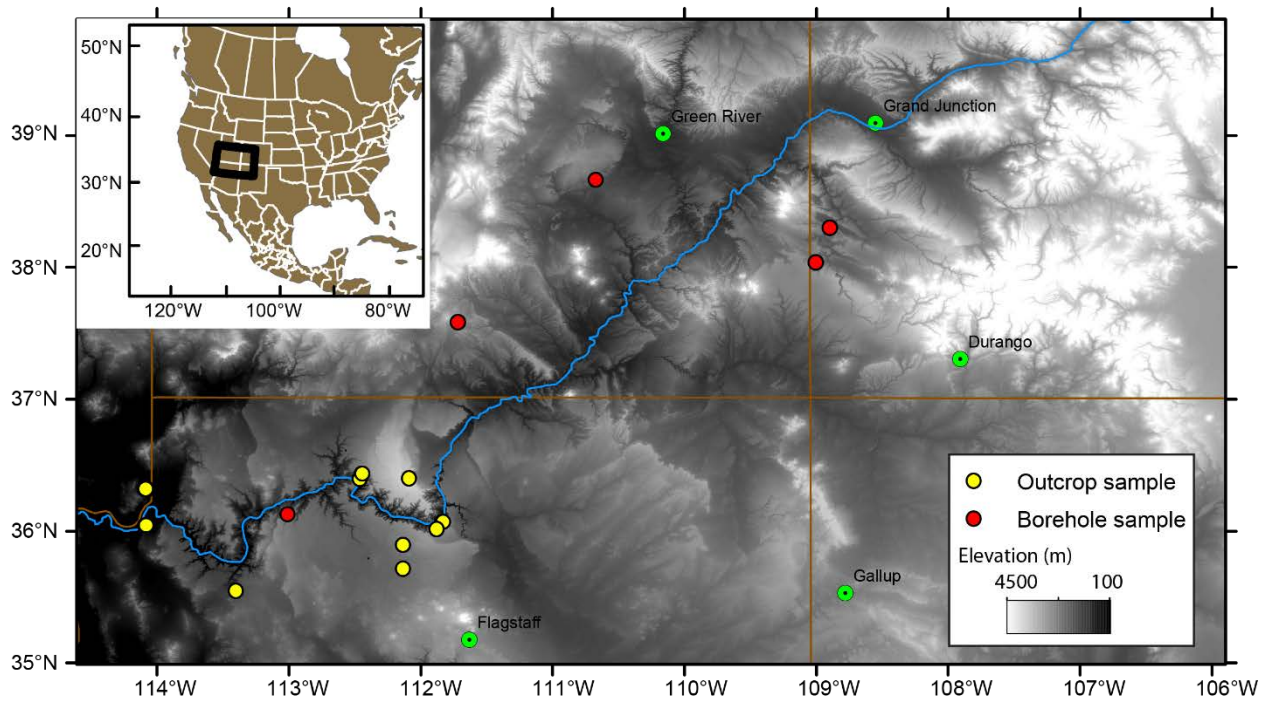 50°N
40°N
30°N
20°N
120°W 100°W 80°W
39°N
38°N
37°N
36°N
35°N
Green River
Grand Junction
Durango
Gallup
Flagstaff
Outcrop sample
Borehole sample
Elevation (m)
4500 100
114°W 113°W 112°W 111°W 110°W 109°W 108°W 107°W 106°W